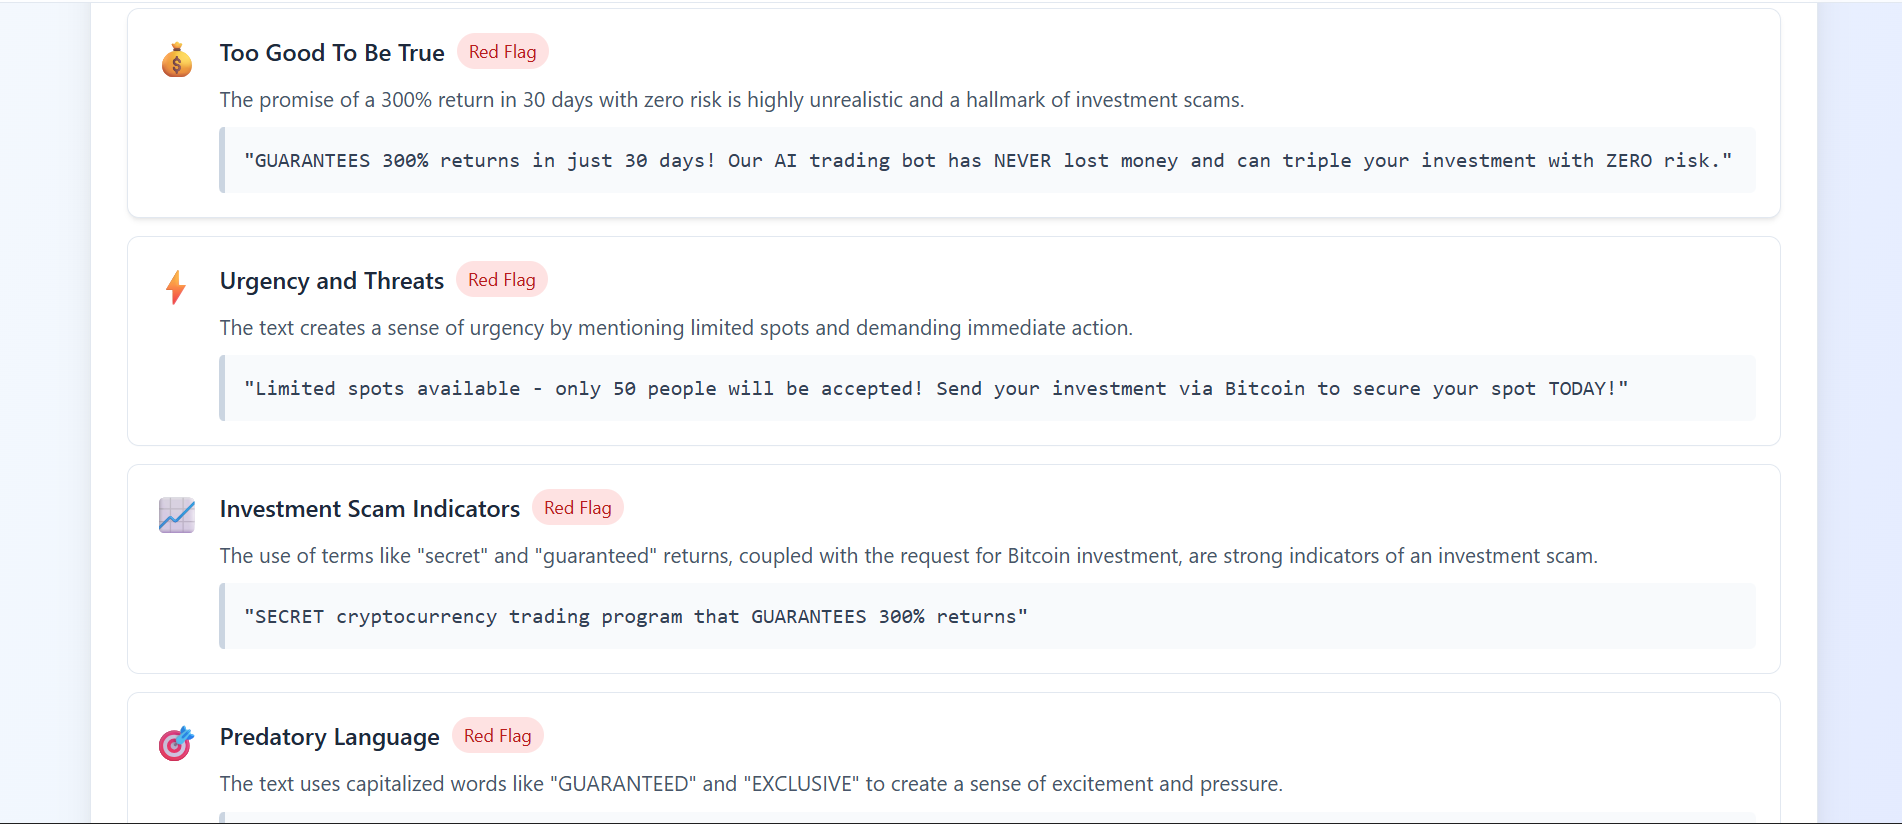 Too Good To Be True Red Flag
The promise of a 300% return in 30 days with zero risk is highly unrealistic and a hallmark of investment scams.
"GUARANTEES 300% returns in just 30 days! Our AI trading bot has NEVER lost money and can triple your investment with ZERO risk."
Urgency and Threats Red Flag
The text creates a sense of urgency by mentioning limited spots and demanding immediate action.
"Limited spots available - only 50 people will be accepted! Send your investment via Bitcoin to secure your spot TODAY!"
Investment Scam Indicators Red Flag
The use of terms like "secret" and "guaranteed" returns, coupled with the request for Bitcoin investment, are strong indicators of an investment scam.
"SECRET cryptocurrency trading program that GUARANTEES 300% returns"
Predatory Language Red Flag
The text uses capitalized words like "GUARANTEED" and "EXCLUSIVE" to create a sense of excitement and pressure.